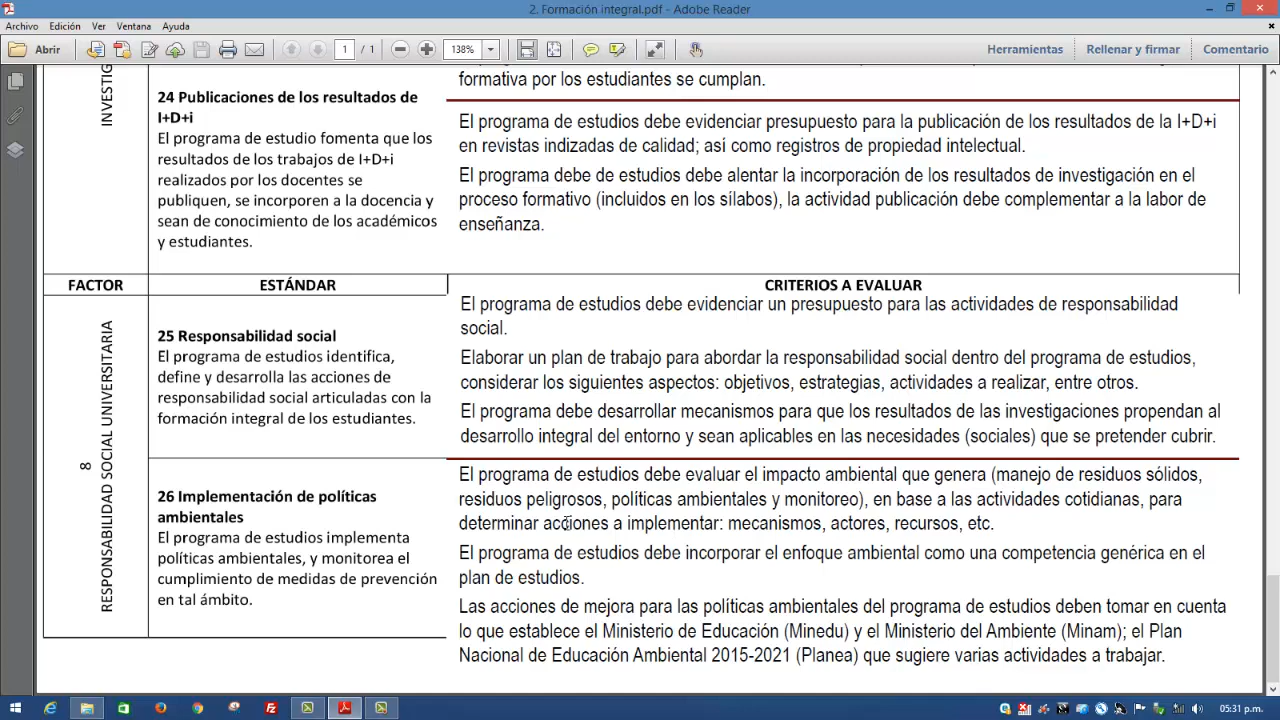 2. Formación integral.pdf - Adobe Reader
Archivo Edición Ver Ventana Ayuda
Abrir 1 / 1 138% Herramientas Rellenar y firmar Comentario
INVESTIG
formativa por los estudiantes se cumplan.
24 Publicaciones de los resultados de
I+D+i
El programa de estudio fomenta que los
resultados de los trabajos de I+D+i
realizados por los docentes se
publiquen, se incorporen a la docencia y
sean de conocimiento de los académicos
y estudiantes.
El programa de estudios debe evidenciar presupuesto para la publicación de los resultados de la I+D+i
en revistas indizadas de calidad; así como registros de propiedad intelectual.
El programa debe de estudios debe alentar la incorporación de los resultados de investigación en el
proceso formativo (incluidos en los sílabos), la actividad publicación debe complementar a la labor de
enseñanza.
FACTOR ESTÁNDAR CRITERIOS A EVALUAR
8
RESPONSABILIDAD SOCIAL UNIVERSITARIA
25 Responsabilidad social
El programa de estudios identifica,
define y desarrolla las acciones de
responsabilidad social articuladas con la
formación integral de los estudiantes.
El programa de estudios debe evidenciar un presupuesto para las actividades de responsabilidad
social.
Elaborar un plan de trabajo para abordar la responsabilidad social dentro del programa de estudios,
considerar los siguientes aspectos: objetivos, estrategias, actividades a realizar, entre otros.
El programa debe desarrollar mecanismos para que los resultados de las investigaciones propendan al
desarrollo integral del entorno y sean aplicables en las necesidades (sociales) que se pretender cubrir.
26 Implementación de políticas
ambientales
El programa de estudios implementa
políticas ambientales, y monitorea el
cumplimiento de medidas de prevención
en tal ámbito.
El programa de estudios debe evaluar el impacto ambiental que genera (manejo de residuos sólidos,
residuos peligrosos, políticas ambientales y monitoreo), en base a las actividades cotidianas, para
determinar acciones a implementar: mecanismos, actores, recursos, etc.
El programa de estudios debe incorporar el enfoque ambiental como una competencia genérica en el
plan de estudios.
Las acciones de mejora para las políticas ambientales del programa de estudios deben tomar en cuenta
lo que establece el Ministerio de Educación (Minedu) y el Ministerio del Ambiente (Minam); el Plan
Nacional de Educación Ambiental 2015-2021 (Planea) que sugiere varias actividades a trabajar.
05:31 p.m.